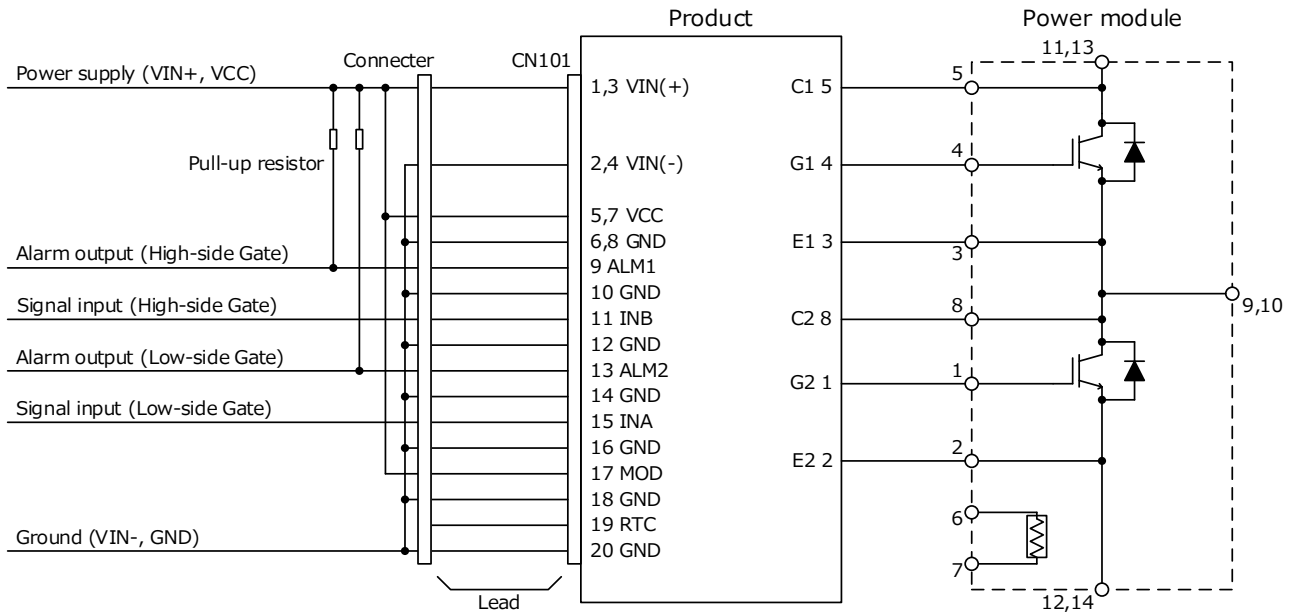 Product
Power module
Connecter
CN101
11,13
Power supply (VIN+, VCC)
1,3 VIN(+)
C1 5
5
Pull-up resistor
2,4 VIN(-)
G1 4
4
5,7 VCC
6,8 GND
E1 3
3
Alarm output (High-side Gate)
9 ALM1
10 GND
9,10
Signal input (High-side Gate)
11 INB
C2 8
8
12 GND
Alarm output (Low-side Gate)
13 ALM2
G2 1
1
14 GND
Signal input (Low-side Gate)
15 INA
16 GND
E2 2
2
17 MOD
18 GND
6
19 RTC
Ground (VIN-, GND)
20 GND
7
Lead
12,14